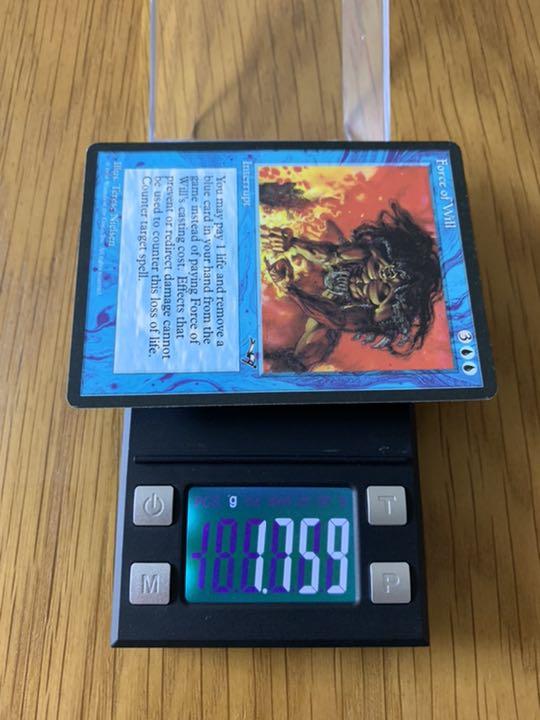 Force of Will
3
Interrupt
You may pay 1 life and remove a
blue card in your hand from the
game instead of paying Force of
Will's casting cost. Effects that
prevent or redirect damage cannot
be used to counter this loss of life.
Counter target spell.
Illus. Terese Nielsen
PCS g
1.759
T
M
P